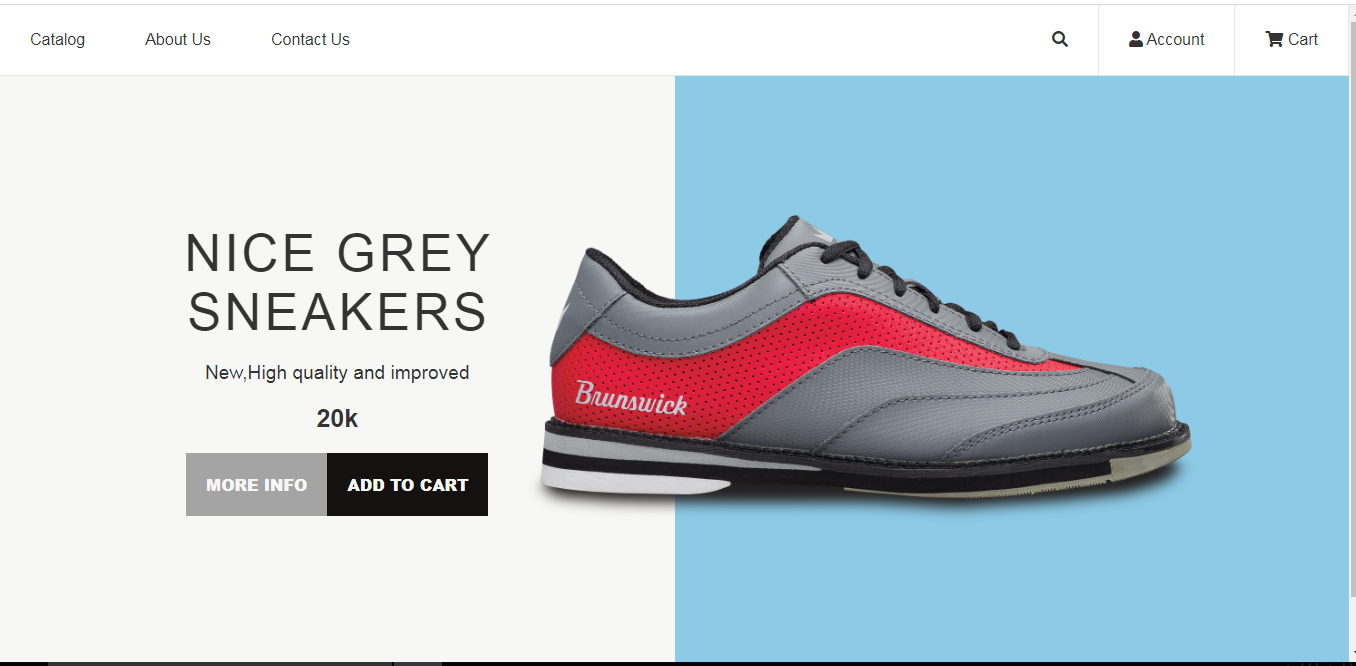 Catalog
About Us
Contact Us
Account
Cart
NICE GREY
SNEAKERS
New,High quality and improved
20k
MORE INFO
ADD TO CART
Brunswick